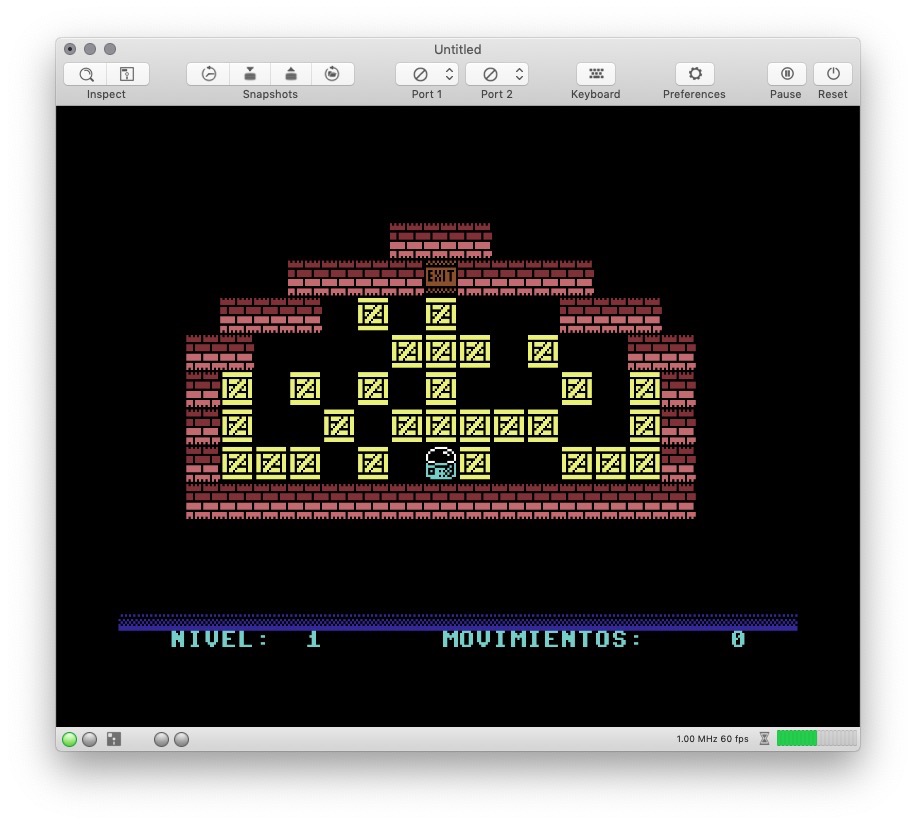 Untitled
Inspect Snapshots Port 1 Port 2 Keyboard Preferences Pause Reset
EXIT
NIVEL: 1 MOVIMIENTOS: 0
1.00 MHz 60 fps